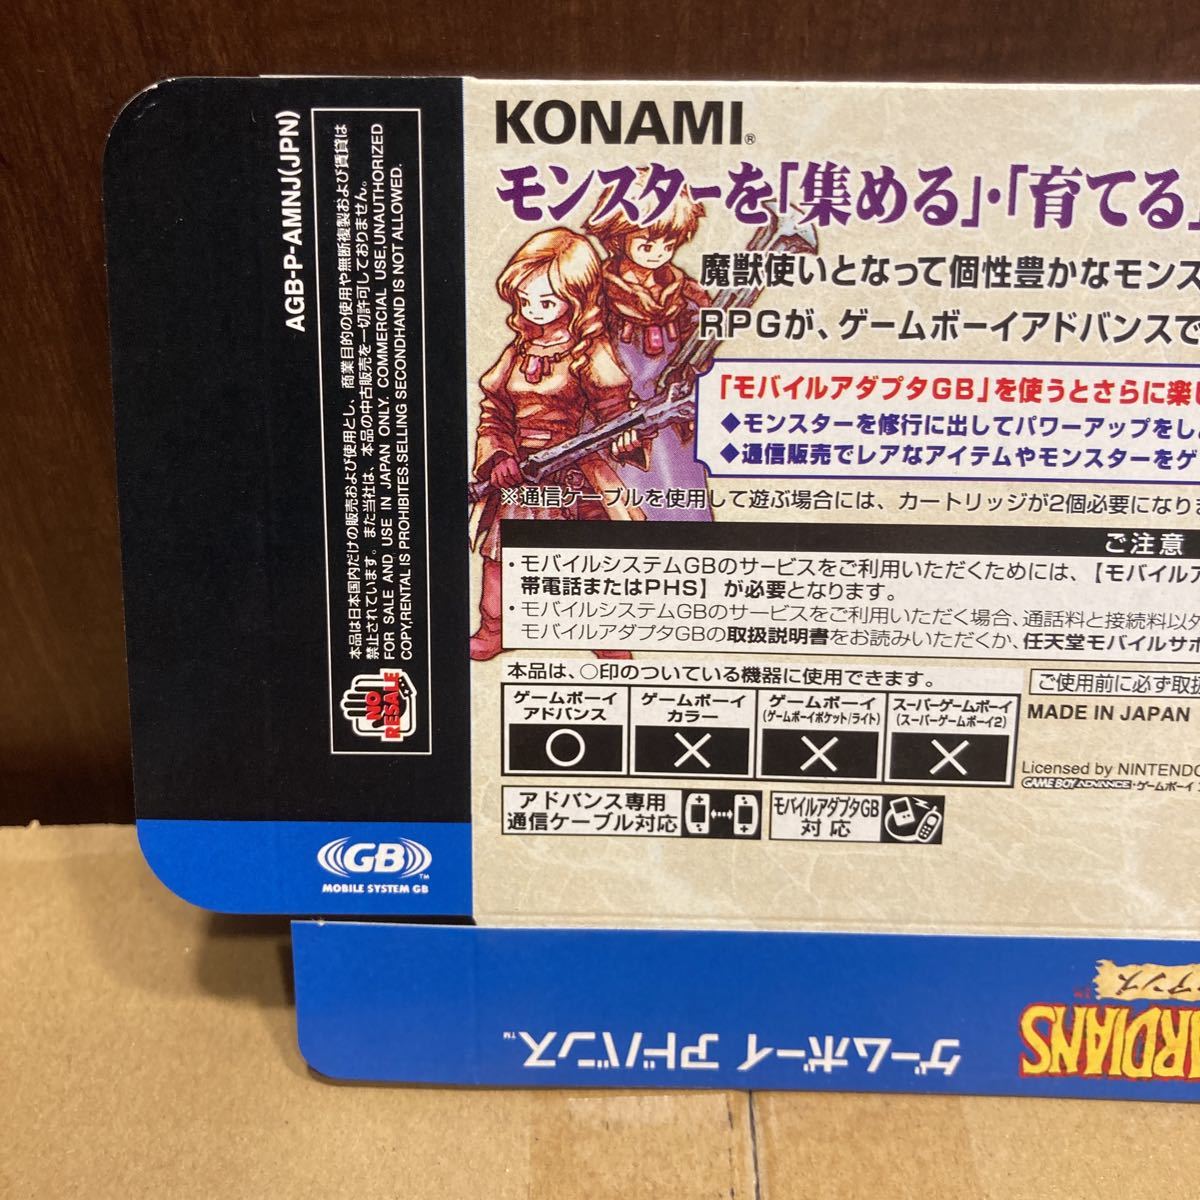 KONAMI®
モンスターを「集める」・「育てる」
魔獣使いとなって個性豊かなモンス
RPGが、ゲームボーイアドバンスで
「モバイルアダプタGB」を使うとさらに楽し
◆モンスターを修行に出してパワーアップをし
◆通信販売でレアなアイテムやモンスターをゲ
※通信ケーブルを使用して遊ぶ場合には、カートリッジが2個必要になりま
ご注意
・モバイルシステムGBのサービスをご利用いただくためには、【モバイルア
帯電話またはPHS】が必要となります。
・モバイルシステムGBのサービスをご利用いただく場合、通話料と接続料以外
モバイルアダプタGBの取扱説明書をお読みいただくか、任天堂モバイルサポ
本品は、○印のついている機器に使用できます。
ゲームボーイ
アドバンス
○
ゲームボーイ
カラー
×
ゲームボーイ
(ゲームボーイポケット/ライト)
×
スーパーゲームボーイ
(スーパーゲームボーイ2)
×
ご使用前に必ず取扱
MADE IN JAPAN
Licensed by NINTENDO
GAME BOY ADVANCE・ゲームボーイ
アドバンス専用
通信ケーブル対応
モバイルアダプタGB
対応
AGB-P-AMNJ(JPN)
本品は日本国内だけの販売および使用とし、商業目的の使用や無断複製および賃貸は
禁止されています。また当社は、本品の中古販売を一切許可しておりません。
FOR SALE AND USE IN JAPAN ONLY. COMMERCIAL USE,UNAUTHORIZED
COPY,RENTAL IS PROHIBITES.SELLING SECONDHAND IS NOT ALLOWED.
NO
RESALE
GB™
MOBILE SYSTEM GB
ゲームボーイ アドバンス™
RDIANS